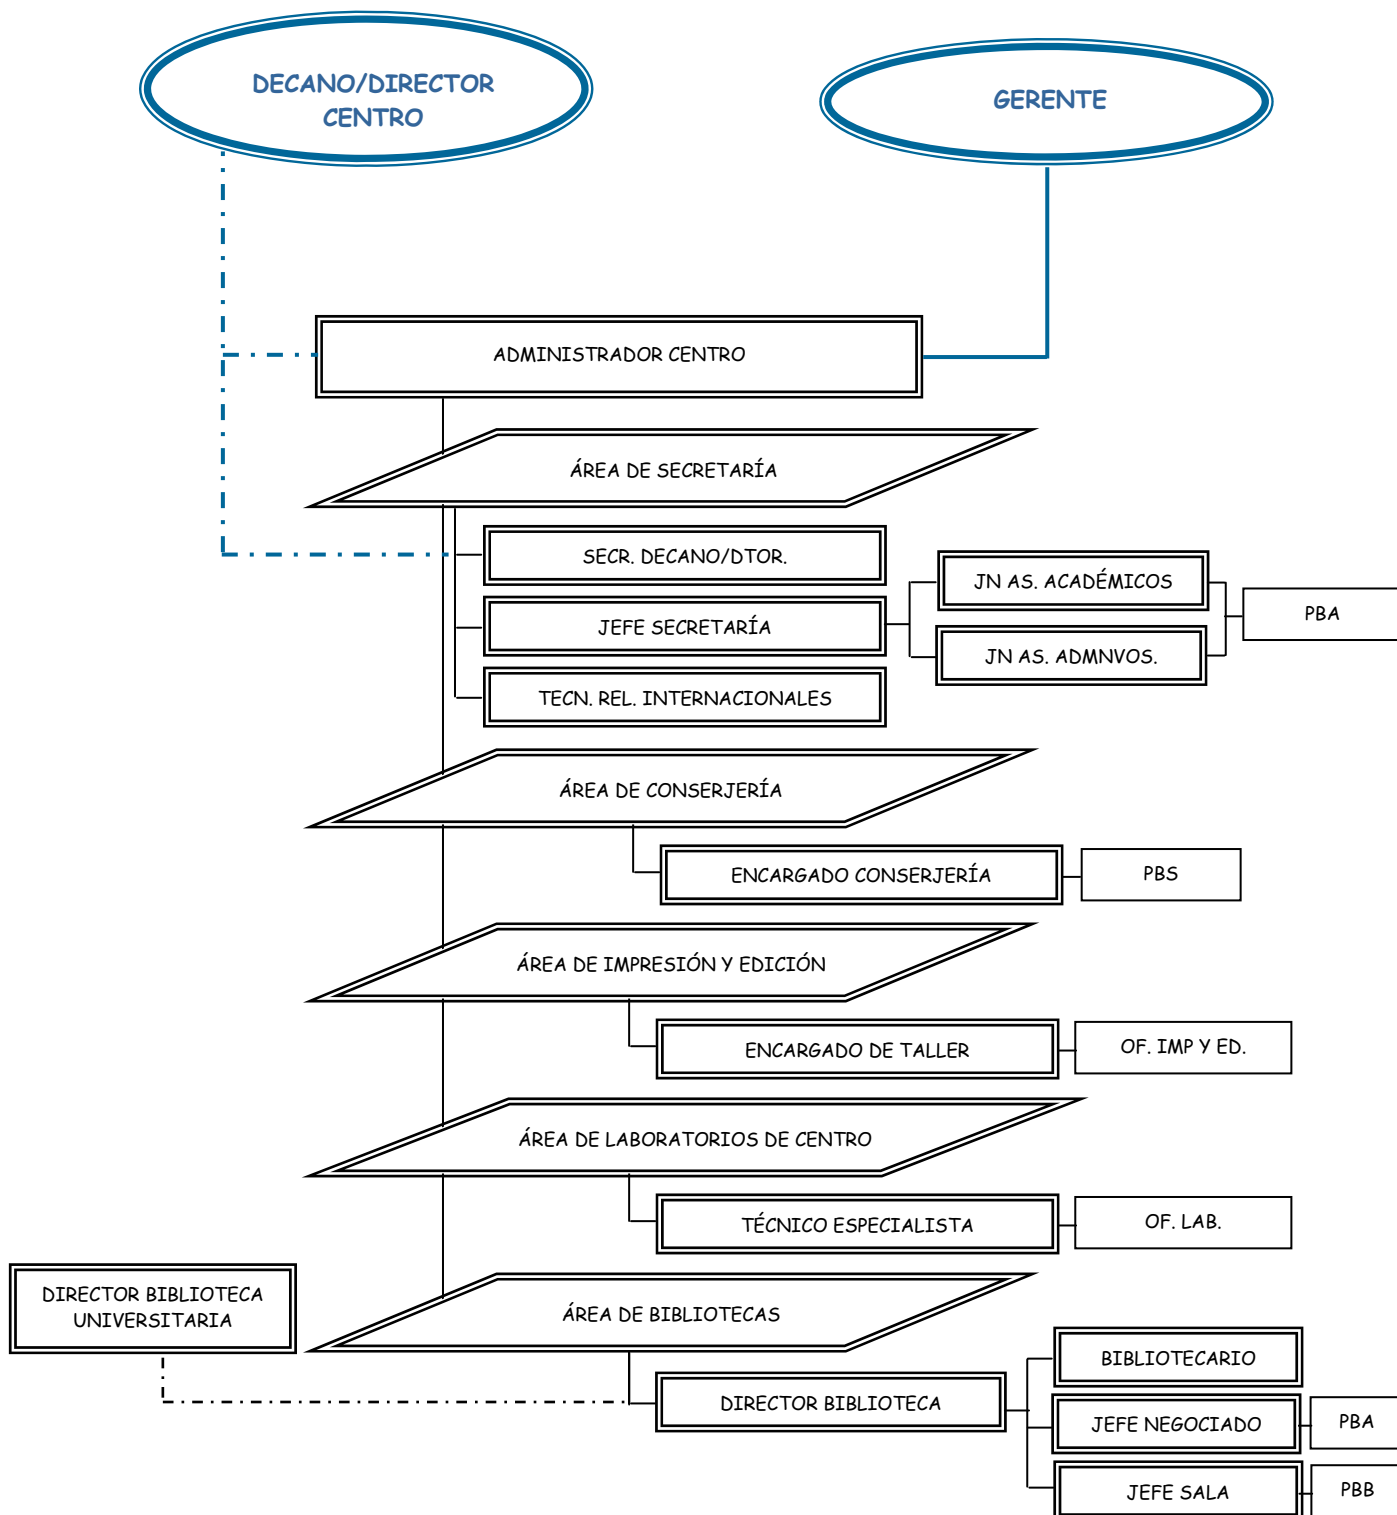 DECANO/DIRECTOR
CENTRO
GERENTE
ADMINISTRADOR CENTRO
ÁREA DE SECRETARÍA
SECR. DECANO/DTOR.
JEFE SECRETARÍA
TECN. REL. INTERNACIONALES
JN AS. ACADÉMICOS
JN AS. ADMNVOS.
PBA
ÁREA DE CONSERJERÍA
ENCARGADO CONSERJERÍA
PBS
ÁREA DE IMPRESIÓN Y EDICIÓN
ENCARGADO DE TALLER
OF. IMP Y ED.
ÁREA DE LABORATORIOS DE CENTRO
TÉCNICO ESPECIALISTA
OF. LAB.
DIRECTOR BIBLIOTECA
UNIVERSITARIA
ÁREA DE BIBLIOTECAS
DIRECTOR BIBLIOTECA
BIBLIOTECARIO
JEFE NEGOCIADO
PBA
JEFE SALA
PBB